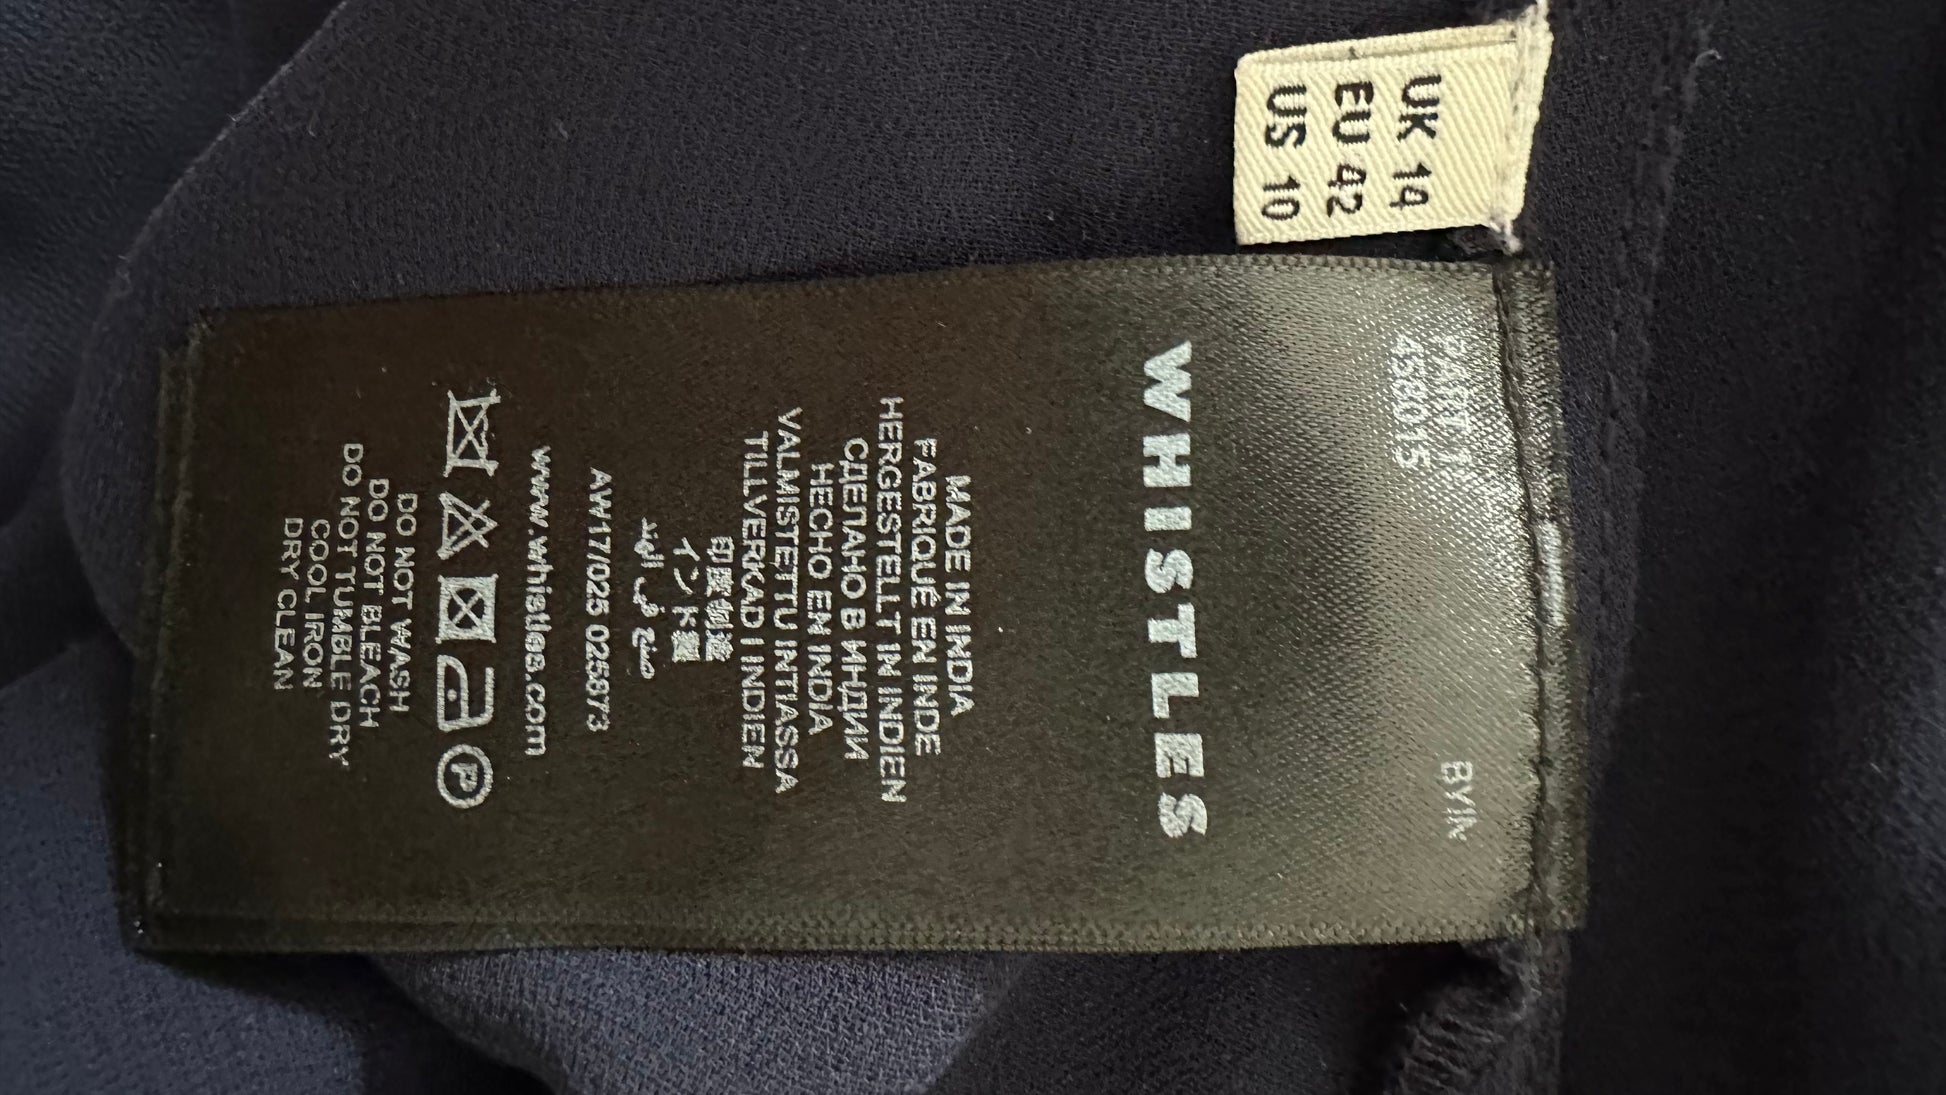 UK 14
EU 42
US 10
438015
BYIN
WHISTLES
MADE IN INDIA
FABRIQUÉ EN INDE
HERGESTELLT IN INDIEN
СДЕЛАНО В ИНДИИ
HECHO EN INDIA
VALMISTETTU INTIASSA
TILLVERKAD I INDIEN
印度制造
インド製
صنع في الهند
AW17/025 025873
www.whistles.com
P
DO NOT WASH
DO NOT BLEACH
DO NOT TUMBLE DRY
COOL IRON
DRY CLEAN